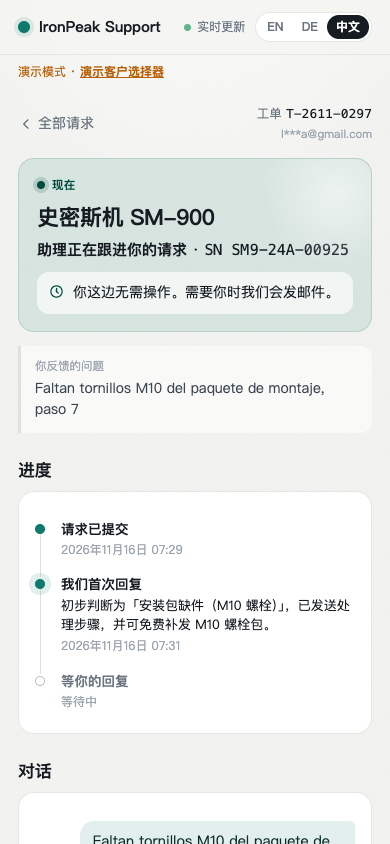 IronPeak Support
实时更新
EN DE 中文
演示模式 · 演示客户选择器
全部请求
工单 T-2611-0297
l***a@gmail.com
现在
史密斯机 SM-900
助理正在跟进你的请求 · SN SM9-24A-00925
你这边无需操作。需要你时我们会发邮件。
你反馈的问题
Faltan tornillos M10 del paquete de montaje,
paso 7
进度
请求已提交
2026年11月16日 07:29
我们首次回复
初步判断为「安装包缺件（M10 螺栓）」，已发送处
理步骤，并可免费补发 M10 螺栓包。
2026年11月16日 07:31
等你的回复
等待中
对话
Faltan tornillos M10 del paquete de